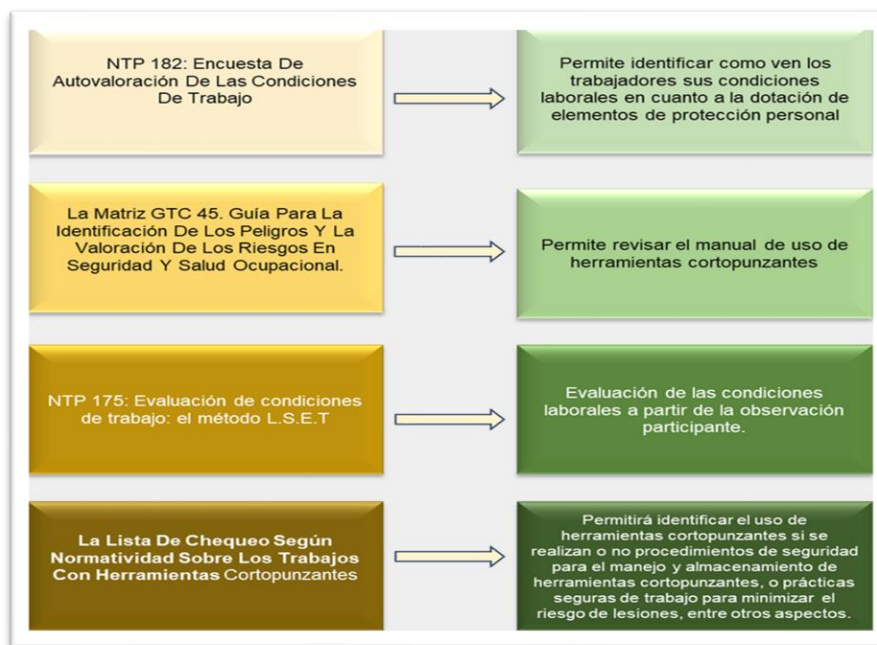 NTP 182: Encuesta De
Autovaloración De Las Condiciones
De Trabajo
Permite identificar como ven los
trabajadores sus condiciones
laborales en cuanto a la dotación de
elementos de protección personal
La Matriz GTC 45. Guía Para La
Identificación De Los Peligros Y La
Valoración De Los Riesgos En
Seguridad Y Salud Ocupacional.
Permite revisar el manual de uso de
herramientas cortopunzantes
NTP 175: Evaluación de condiciones
de trabajo: el método L.S.E.T
Evaluación de las condiciones
laborales a partir de la observación
participante.
La Lista De Chequeo Según
Normatividad Sobre Los Trabajos
Con Herramientas Cortopunzantes
Permitirá identificar el uso de
herramientas cortopunzantes si se
realizan o no procedimientos de seguridad
para el manejo y almacenamiento de
herramientas cortopunzantes, o prácticas
seguras de trabajo para minimizar el
riesgo de lesiones, entre otros aspectos.